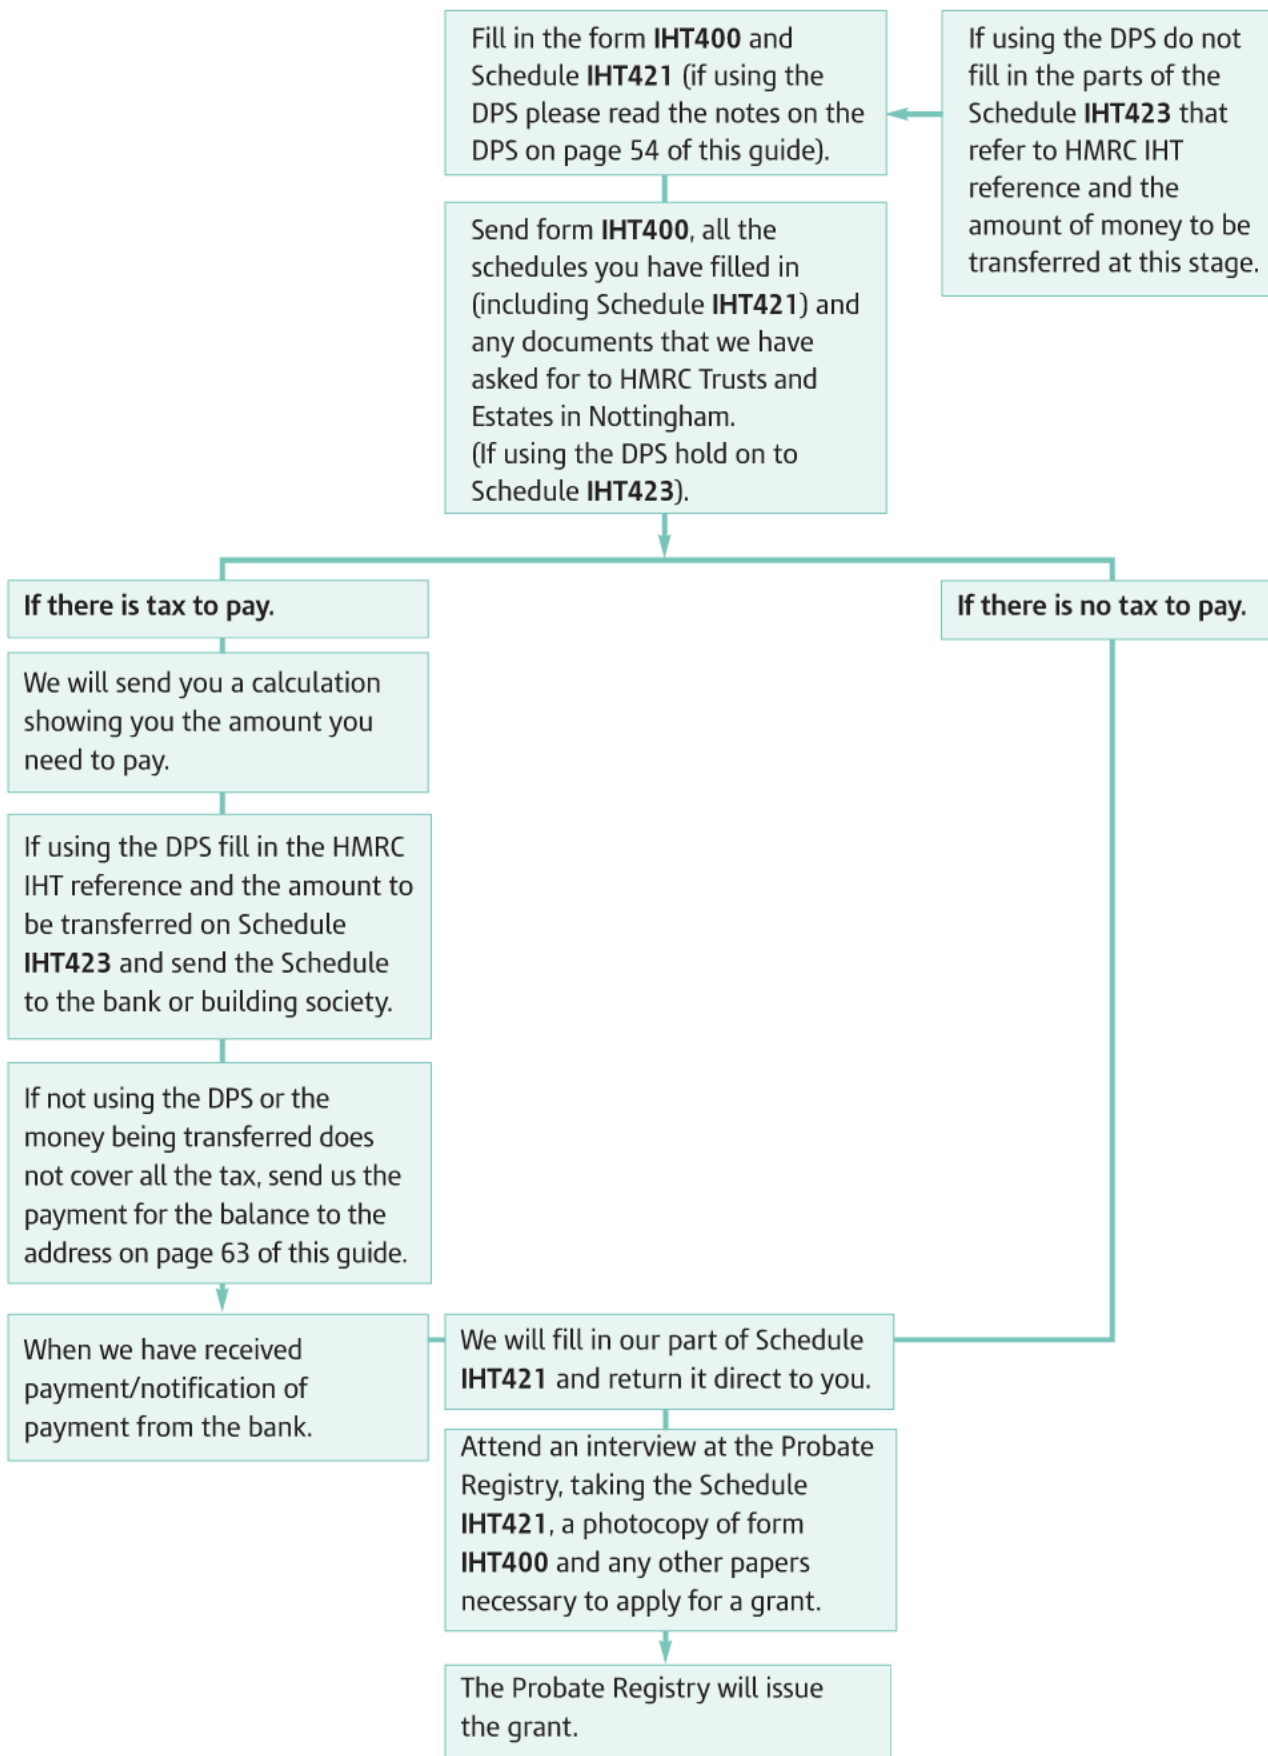 Fill in the form IHT400 and
Schedule IHT421 (if using the
DPS please read the notes on the
DPS on page 54 of this guide).
If using the DPS do not
fill in the parts of the
Schedule IHT423 that
refer to HMRC IHT
reference and the
amount of money to be
transferred at this stage.
Send form IHT400, all the
schedules you have filled in
(including Schedule IHT421) and
any documents that we have
asked for to HMRC Trusts and
Estates in Nottingham.
(If using the DPS hold on to
Schedule IHT423).
If there is tax to pay.
If there is no tax to pay.
We will send you a calculation
showing you the amount you
need to pay.
If using the DPS fill in the HMRC
IHT reference and the amount to
be transferred on Schedule
IHT423 and send the Schedule
to the bank or building society.
If not using the DPS or the
money being transferred does
not cover all the tax, send us the
payment for the balance to the
address on page 63 of this guide.
When we have received
payment/notification of
payment from the bank.
We will fill in our part of Schedule
IHT421 and return it direct to you.
Attend an interview at the Probate
Registry, taking the Schedule
IHT421, a photocopy of form
IHT400 and any other papers
necessary to apply for a grant.
The Probate Registry will issue
the grant.